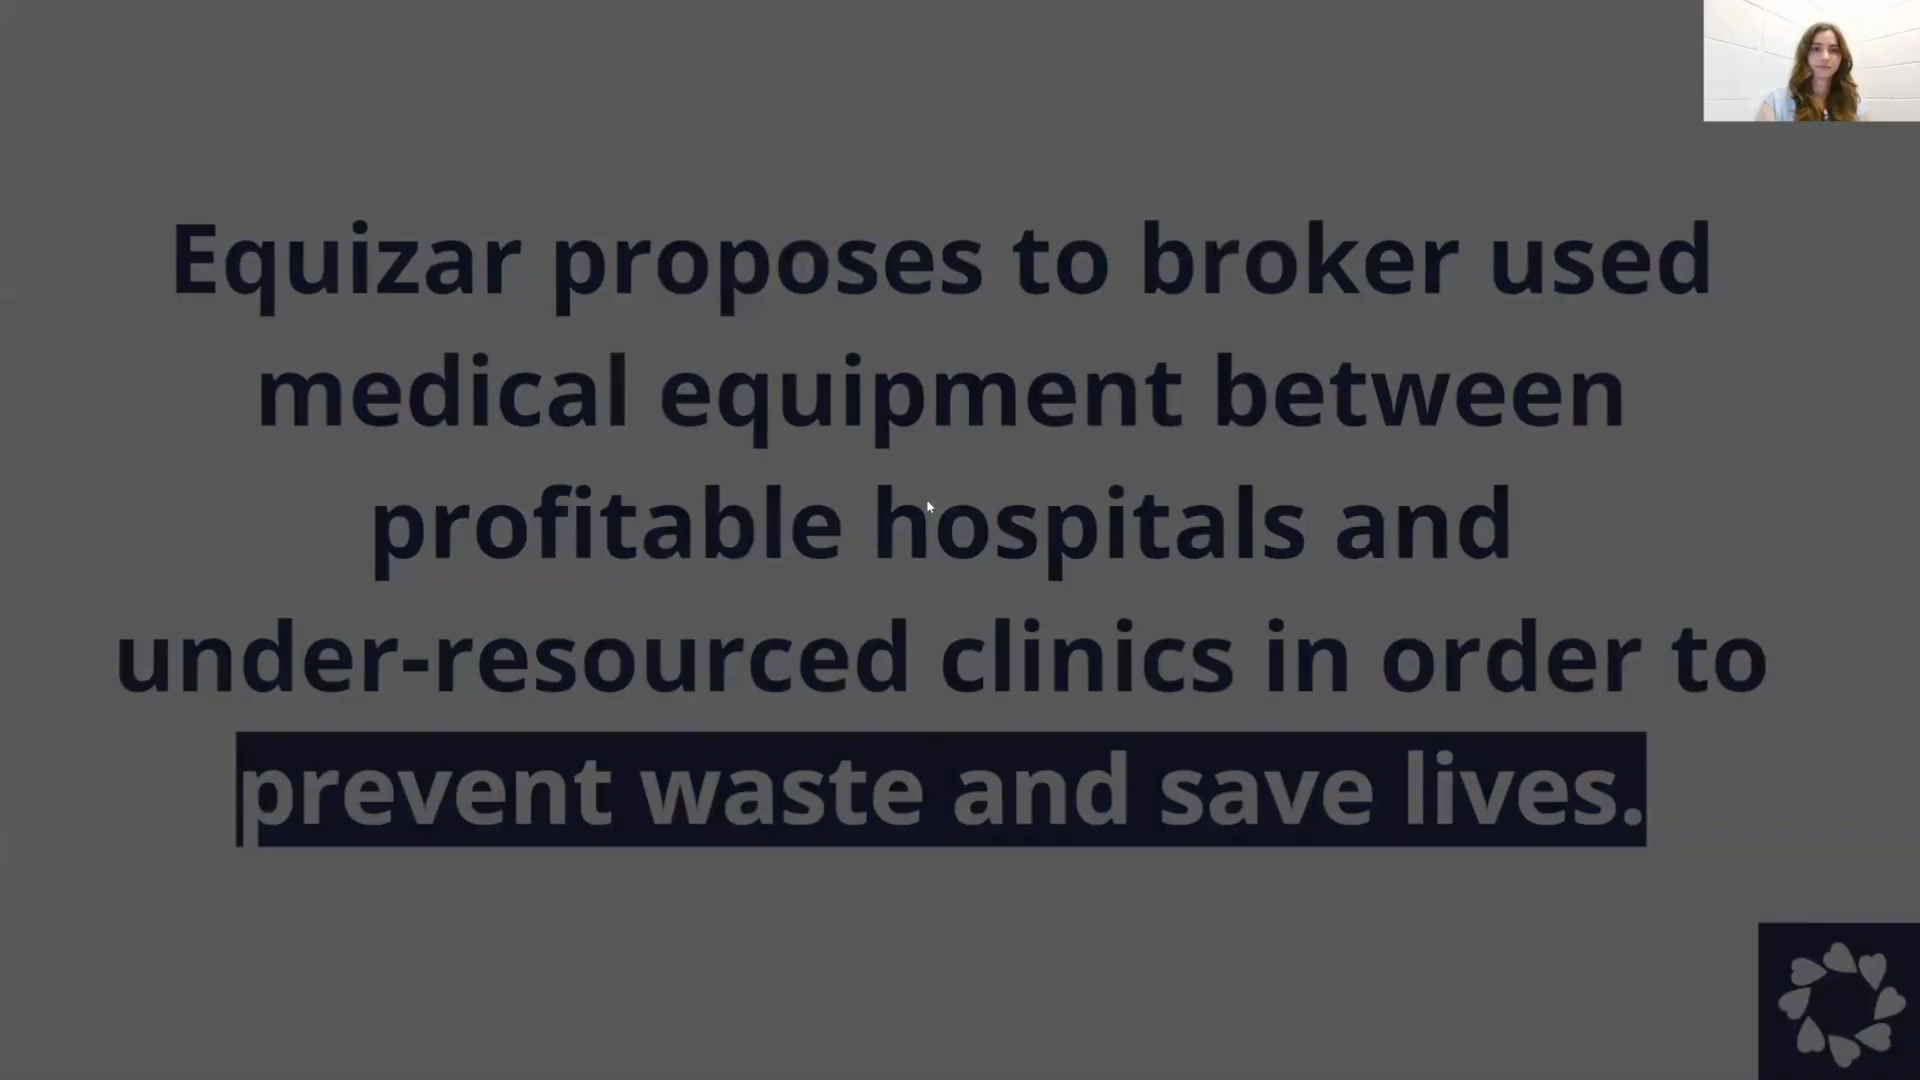 Equizar proposes to broker used
medical equipment between
profitable hospitals and
under-resourced clinics in order to
prevent waste and save lives.